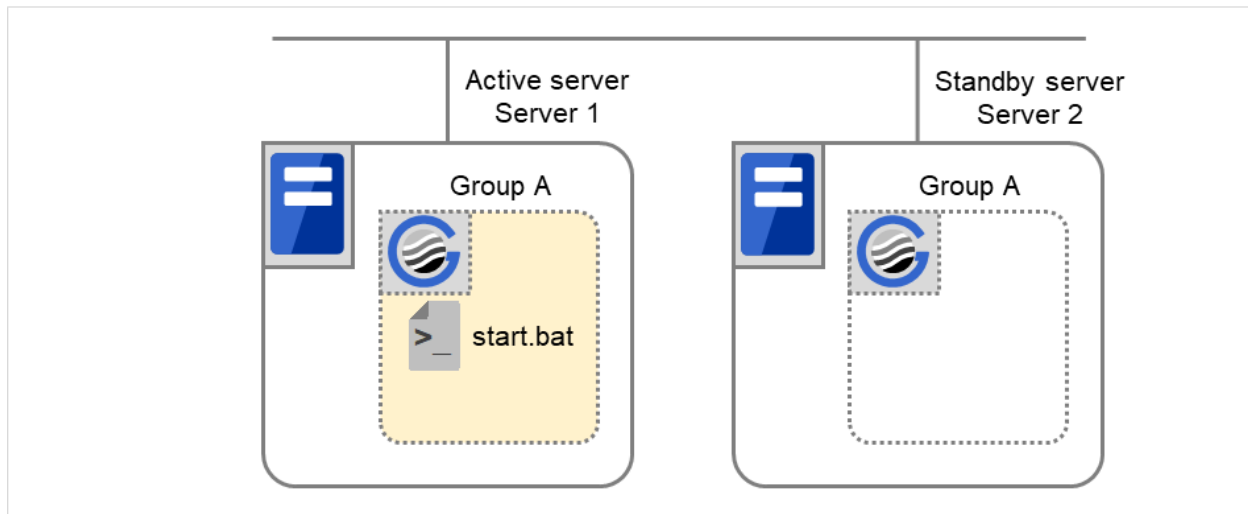 Active server
Server 1
Standby server
Server 2
Group A
Group A
>_ start.bat